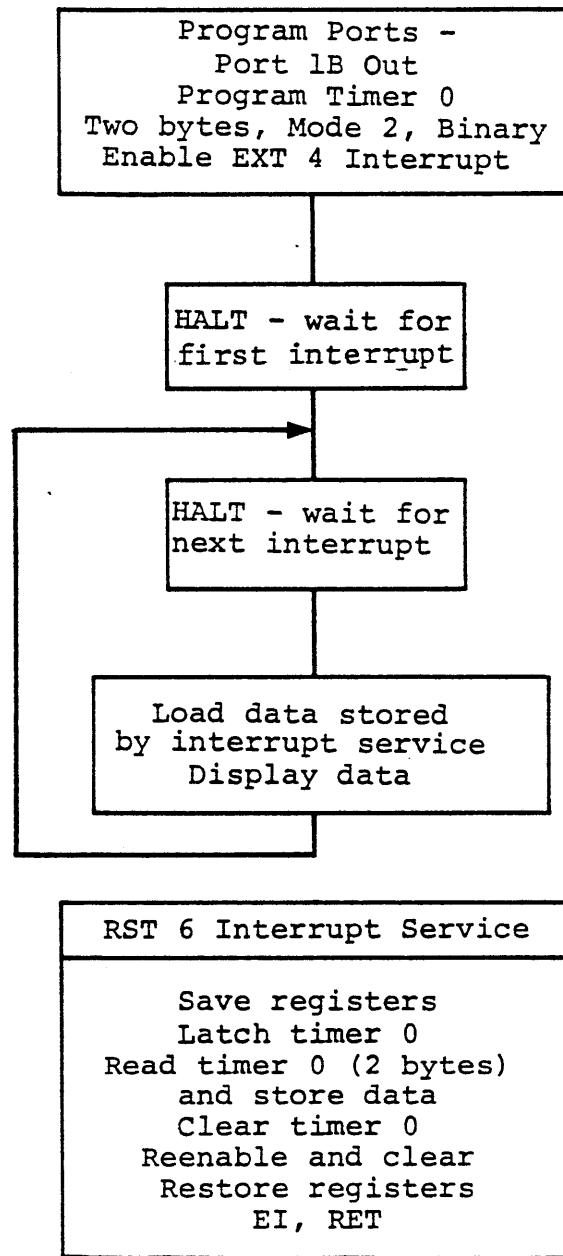 Program Ports -
Port 1B Out
Program Timer 0
Two bytes, Mode 2, Binary
Enable EXT 4 Interrupt
HALT - wait for
first interrupt
HALT - wait for
next interrupt
Load data stored
by interrupt service
Display data
RST 6 Interrupt Service
Save registers
Latch timer 0
Read timer 0 (2 bytes)
and store data
Clear timer 0
Reenable and clear
Restore registers
EI, RET